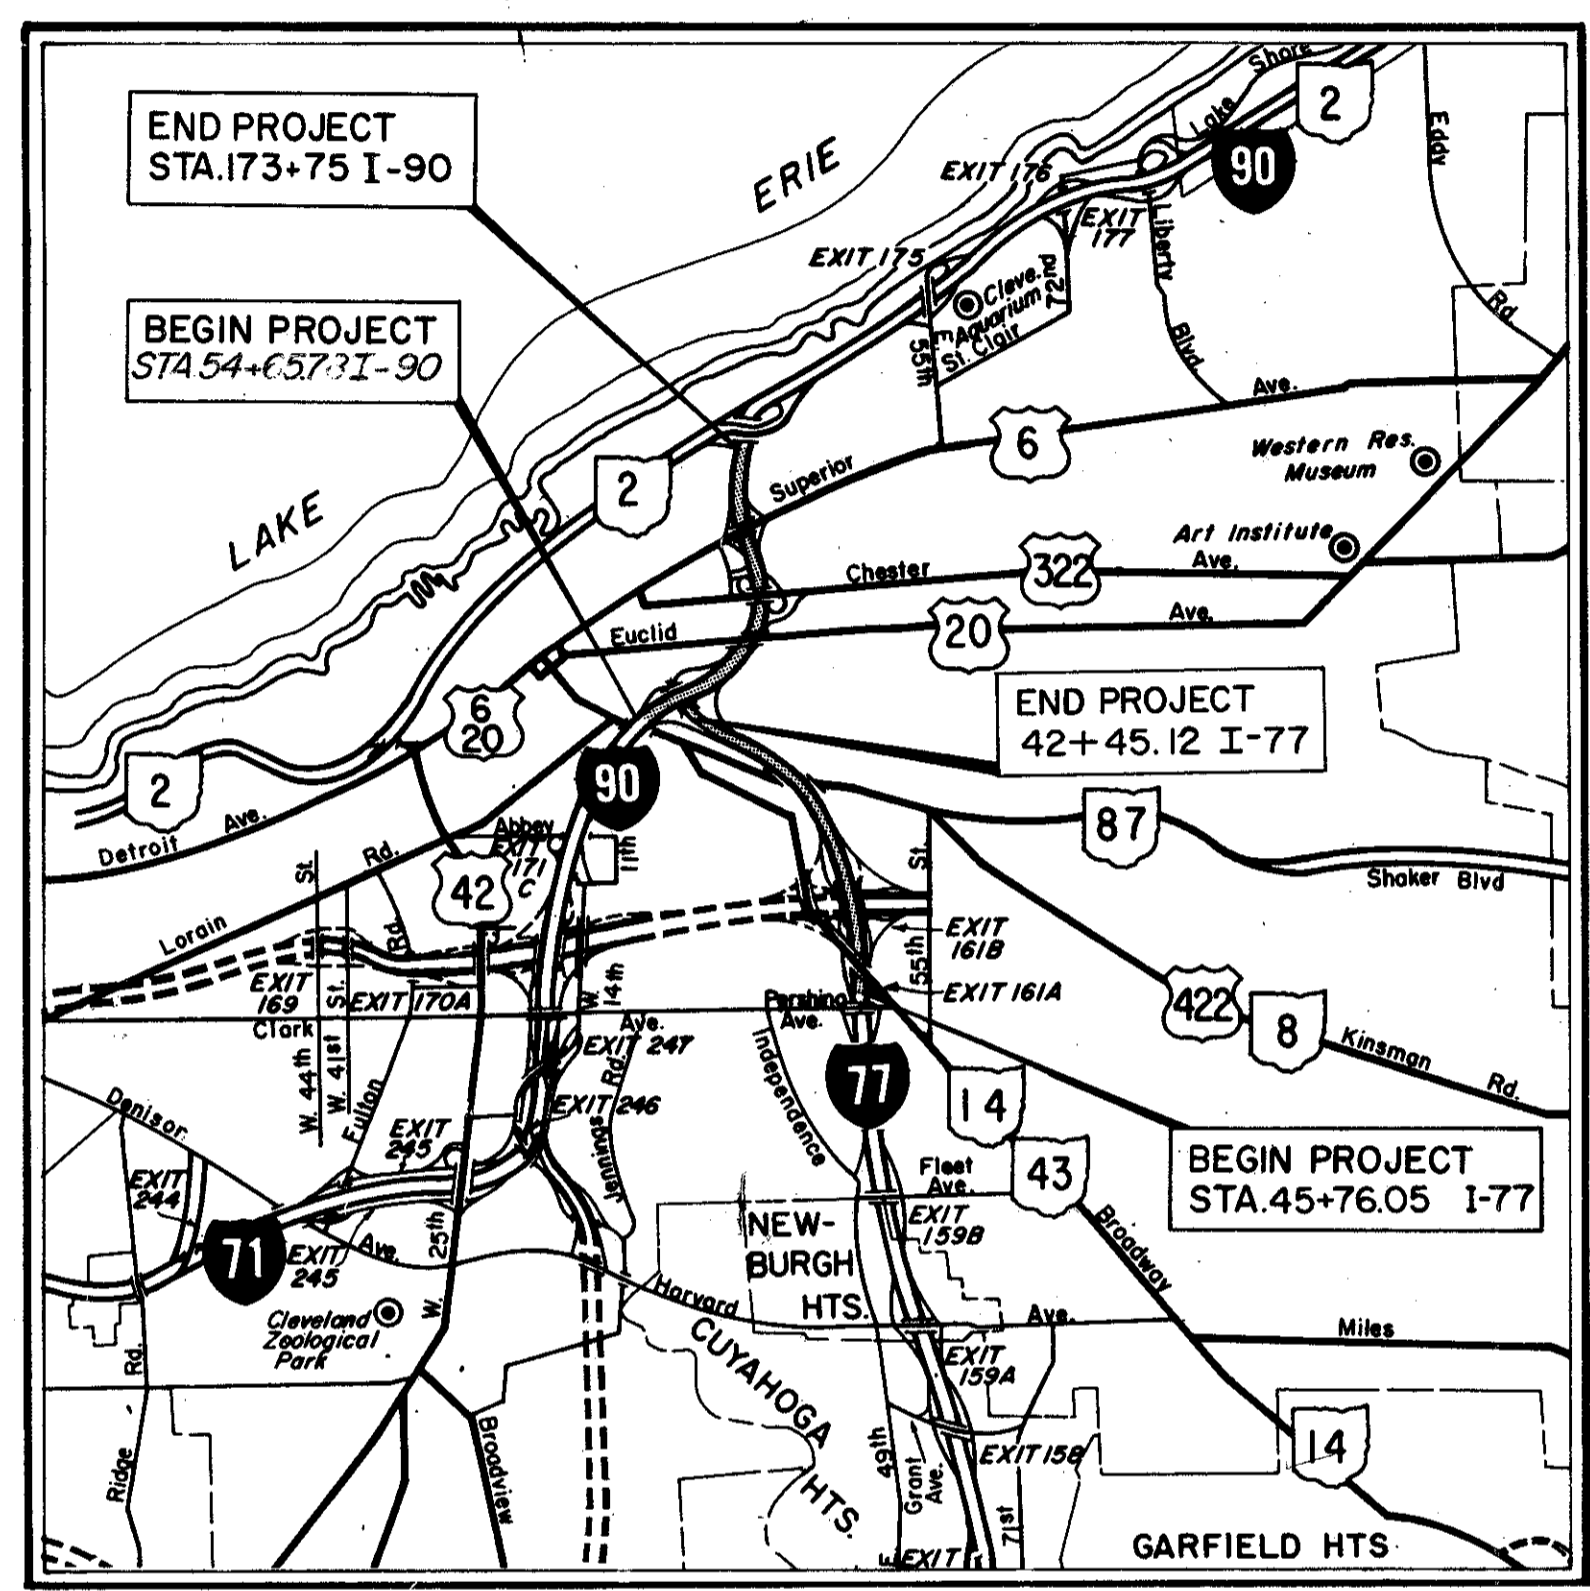 Shore
Lake
2
END PROJECT
STA.173+75 I-90
ERIE
Eddy
Rd.
EXIT 176
90
EXIT
177
Liberty
Blvd.
EXIT 175
Cleve.
Aquarium
72nd
E.
55th
St. Clair
BEGIN PROJECT
STA.54+65.78 I-90
Ave.
6
Western Res.
Museum
2
Superior
LAKE
Art Institute
Chester
322
Ave.
Euclid
20
Ave.
6
20
END PROJECT
42+45.12 I-77
2
90
87
Detroit
Ave.
Abbey
EXIT
171
C
11th
St.
Rd.
42
St.
Shaker Blvd
Lorain
Rd.
EXIT
161B
EXIT
169
St.
EXIT 170A
W.
14th
55th
EXIT 161A
422
8
Kinsman
Rd.
Clark
Ave.
Pershing
Ave.
EXIT 247
W. 44th
W. 41st
Rd.
Independence
77
14
Denison
Fulton
EXIT 246
EXIT
245
Jennings
Fleet
Ave.
43
BEGIN PROJECT
STA.45+76.05 I-77
EXIT
244
EXIT
159B
NEW-
BURGH
HTS.
Broadway
71
EXIT
245
Ave.
25th
W.
Harvard
Ave.
Cleveland
Zoological
Park
Miles
Rd.
CUYAHOGA
HTS.
EXIT
159A
Ridge
Broadview
49th
E.
Grant
Ave.
EXIT 158
71st
14
EXIT
GARFIELD HTS